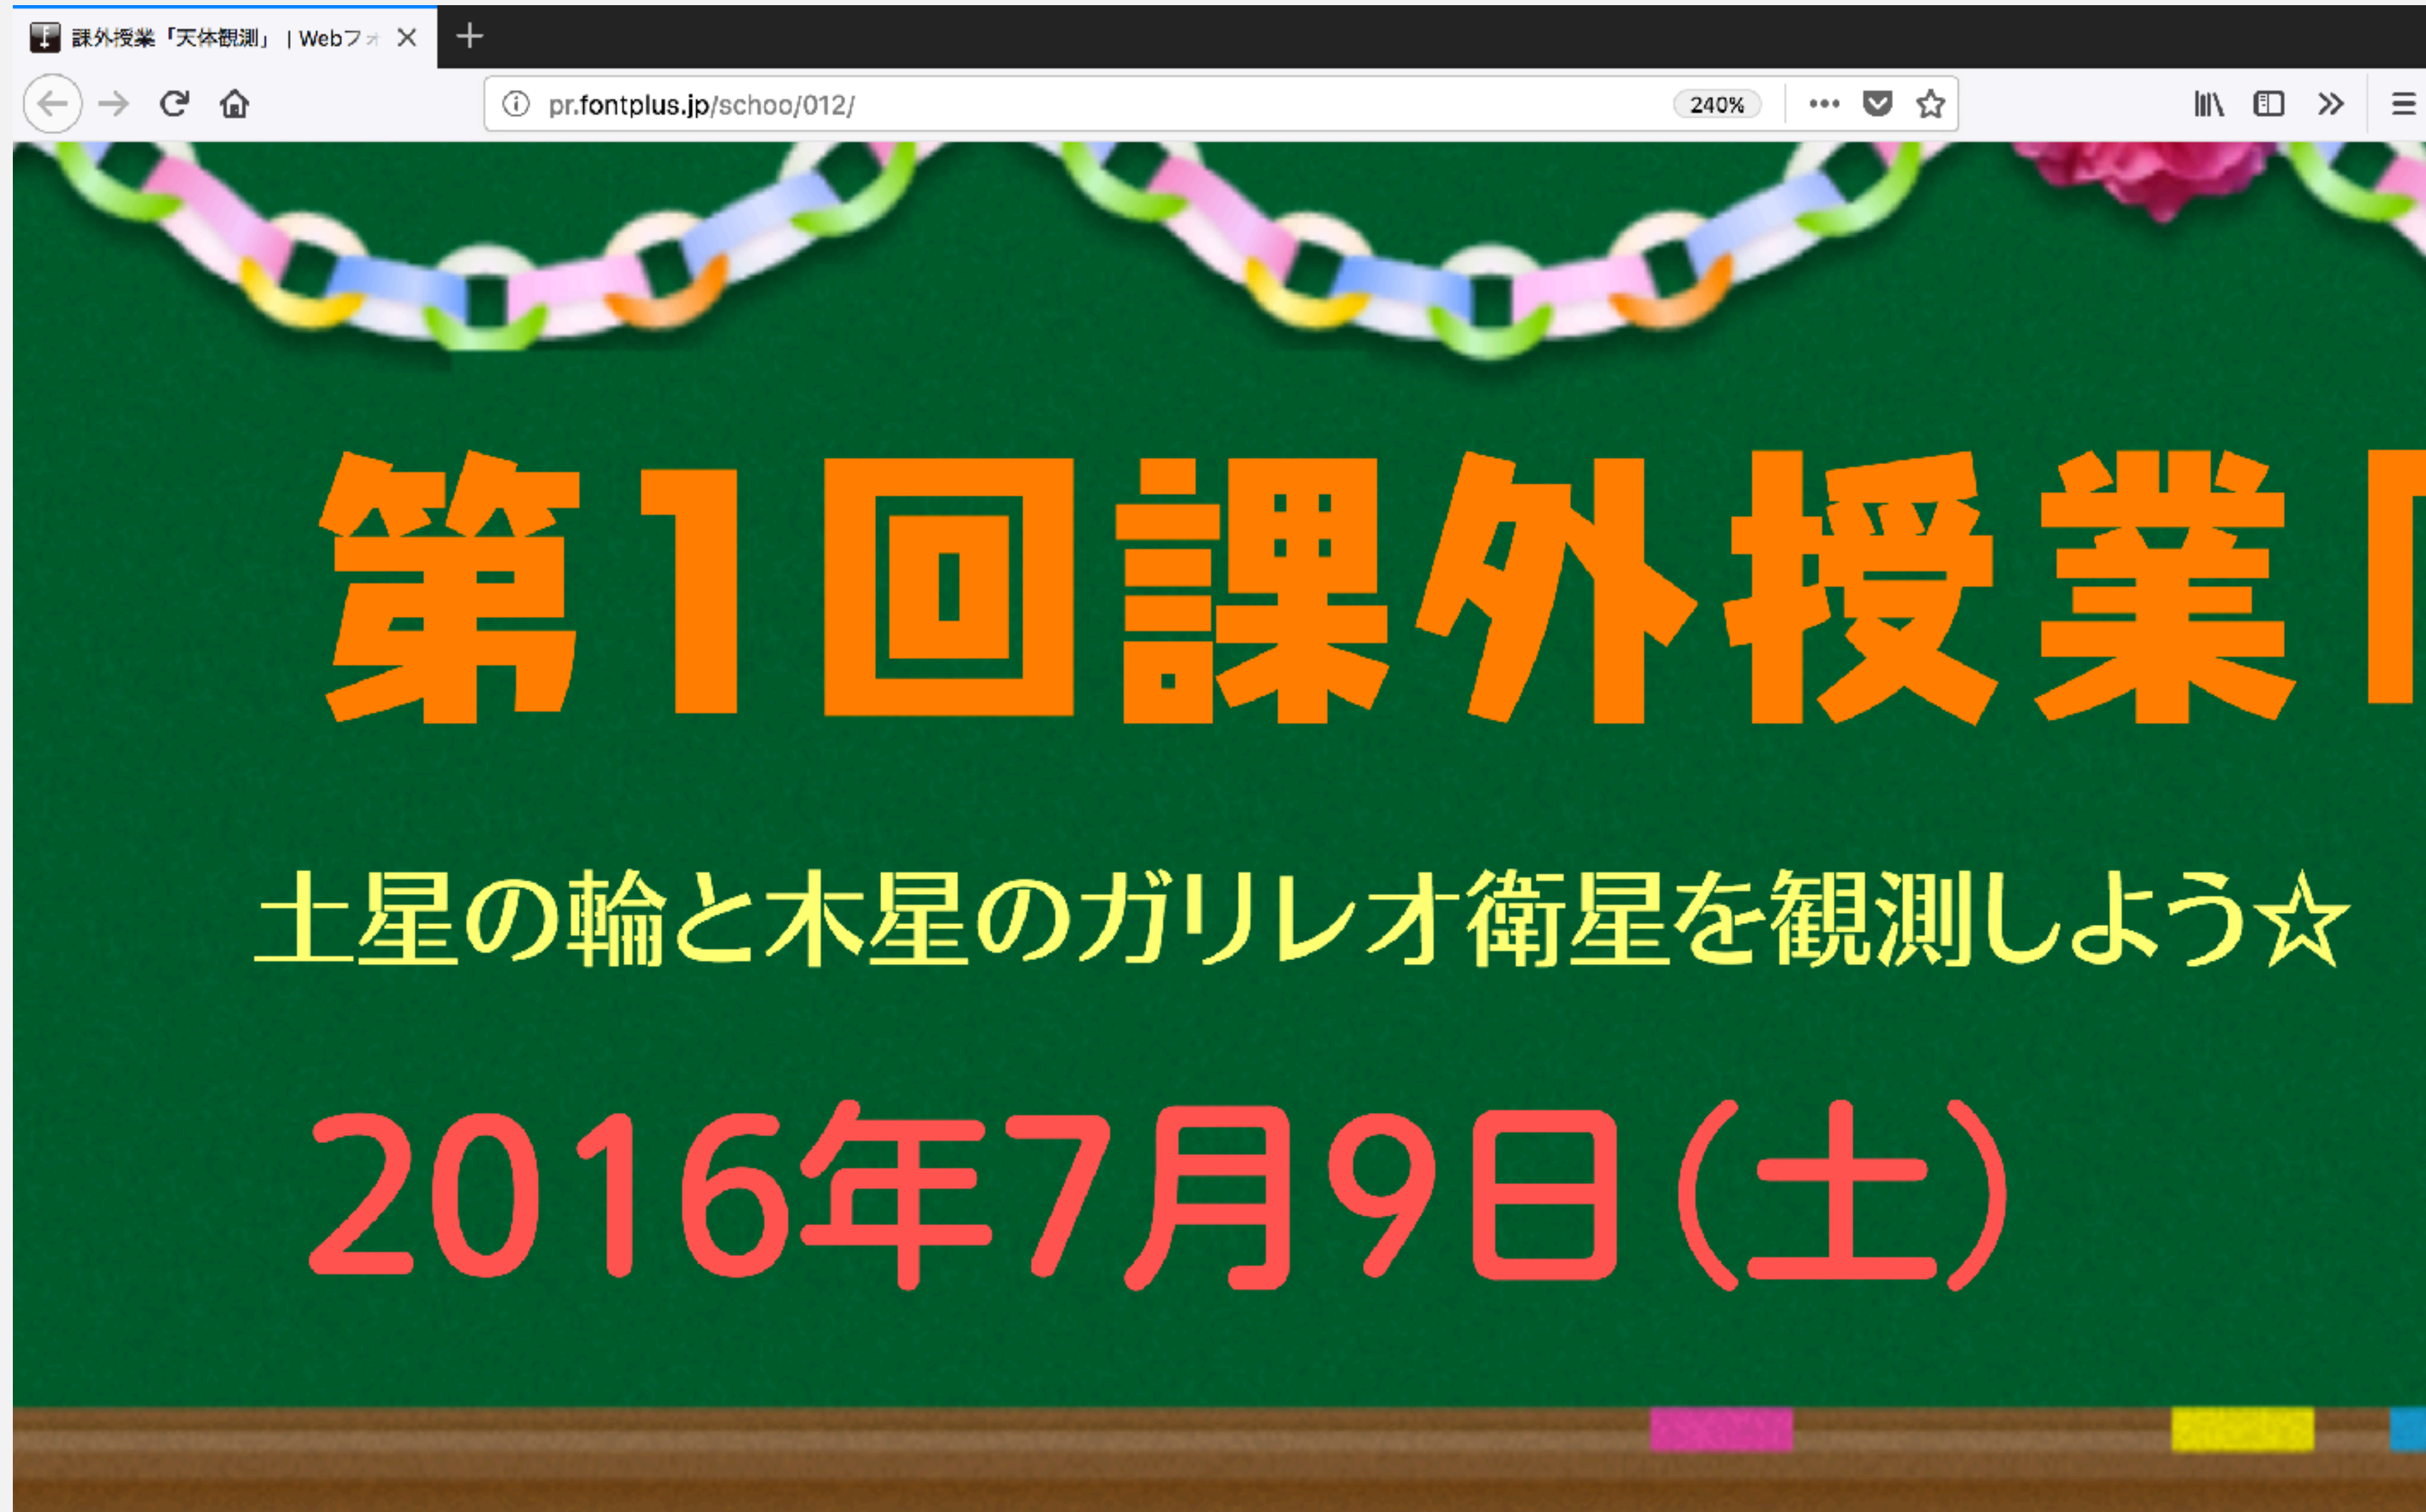 課外授業「天体観測」 | Webフォ
pr.fontplus.jp/schoo/012/
240%
第1回課外授業「
土星の輪と木星のガリレオ衛星を観測しよう☆
2016年7月9日(土)